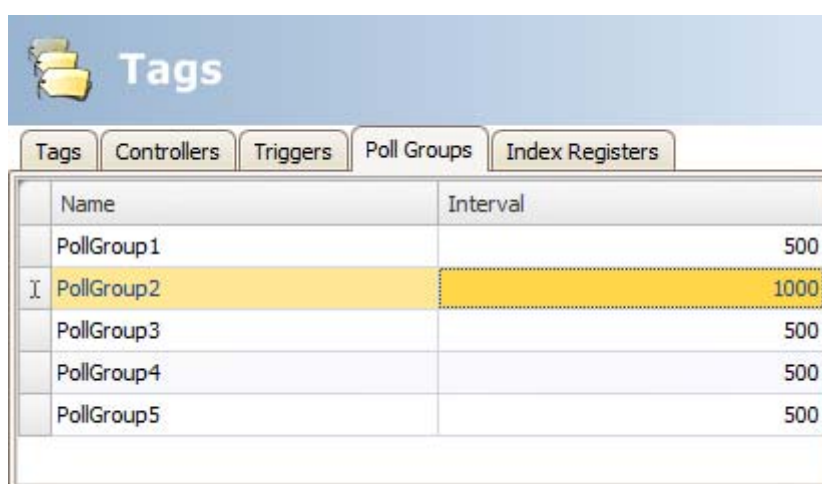 Tags
Tags Controllers Triggers Poll Groups Index Registers
Name Interval
PollGroup1 500
PollGroup2 1000
PollGroup3 500
PollGroup4 500
PollGroup5 500